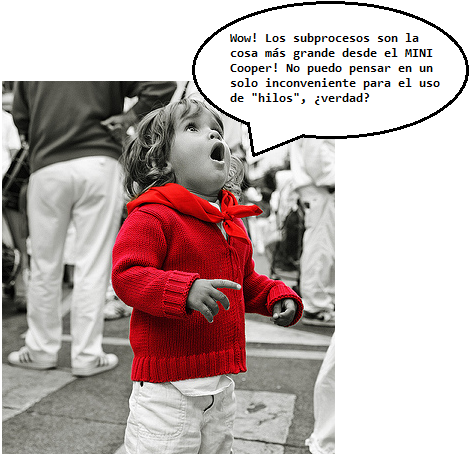 Wow! Los subprocesos son la
cosa más grande desde el MINI
Cooper! No puedo pensar en un
solo inconveniente para el uso
de "hilos", ¿verdad?